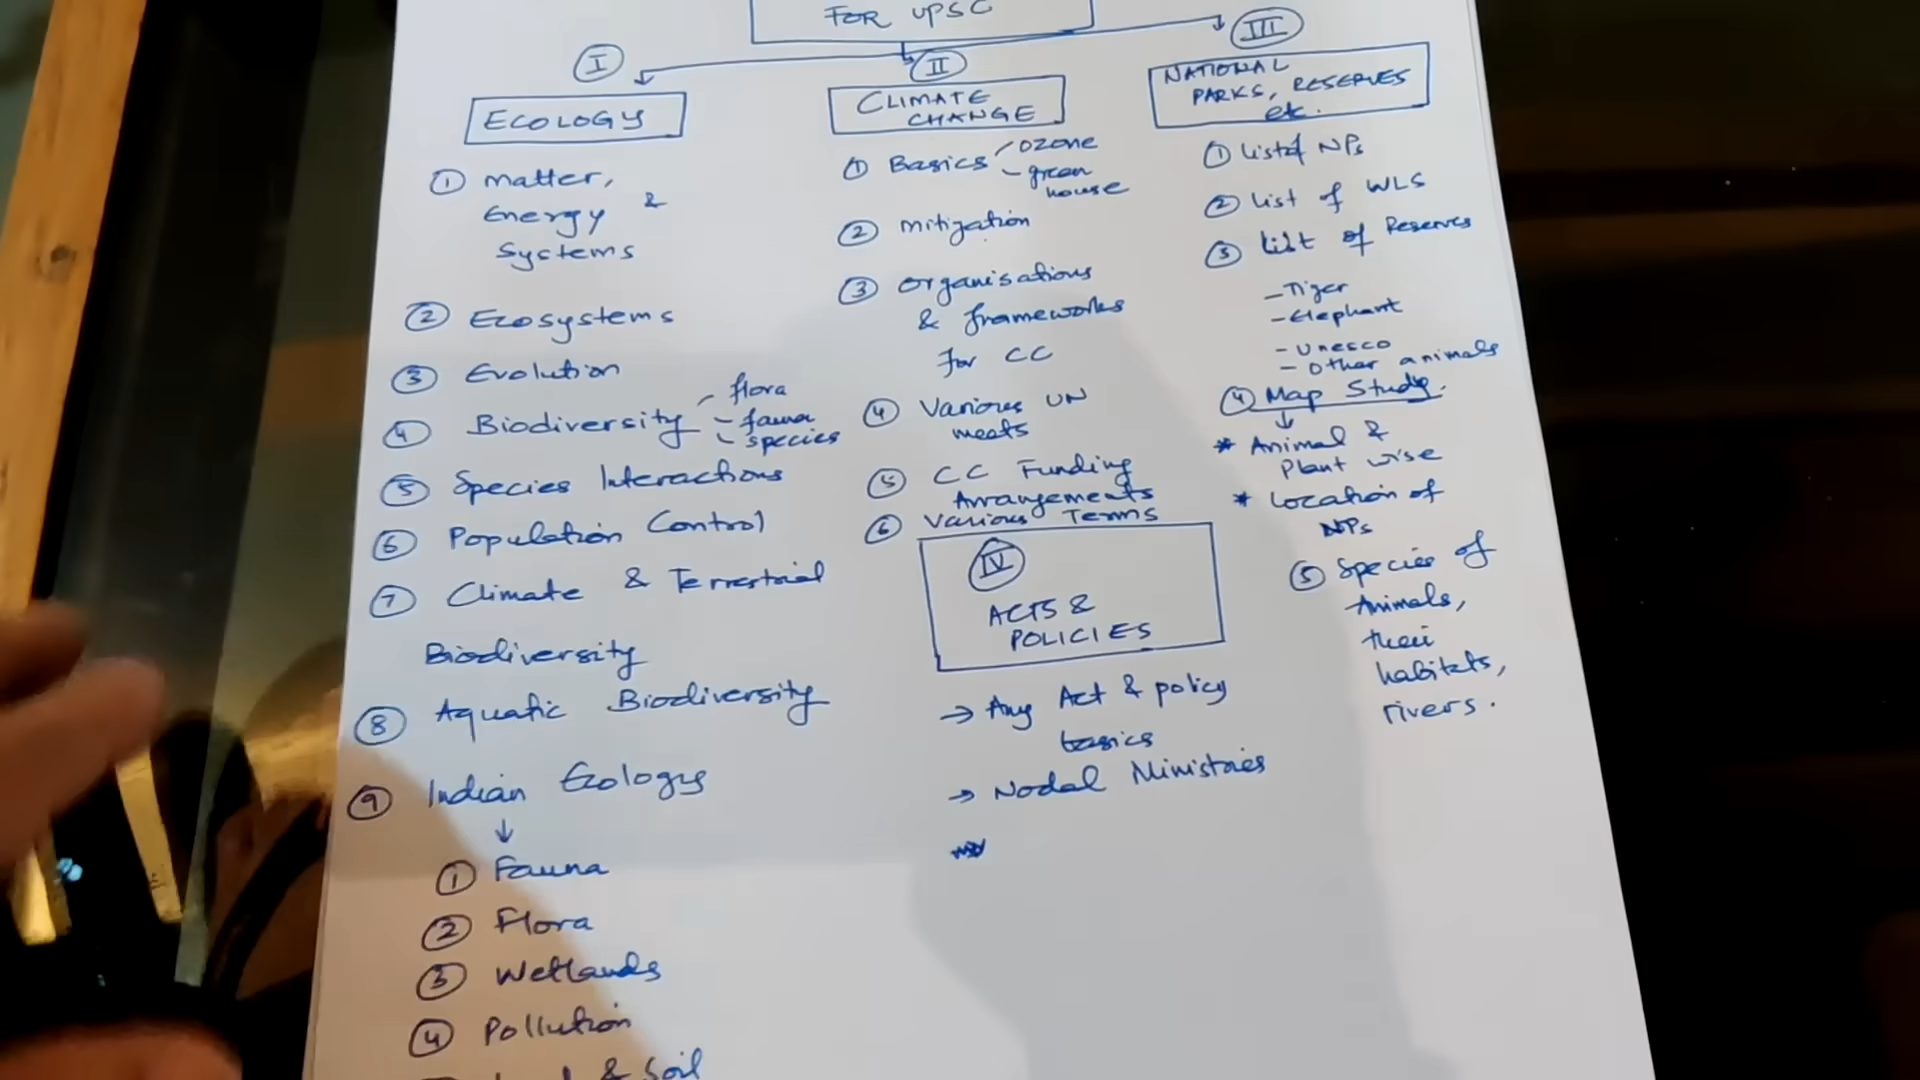 FOR UPSC
I
ECOLOGY
① matter,
Energy &
Systems
② Ecosystems
③ Evolution
④ Biodiversity - flora
- fauna
- species
⑤ Species Interactions
⑥ Population Control
⑦ Climate & Terrestrial
Biodiversity
⑧ Aquatic Biodiversity
⑨ Indian Ecology
↓
① Fauna
② Flora
③ Wetlands
④ Pollution
& Soil
II
CLIMATE
CHANGE
① Basics - ozone
- green
house
② mitigation
③ organisations
& frameworks
for CC
④ Various UN
meets
⑤ CC Funding
Arrangements
⑥ Various Terms
III
NATIONAL
PARKS, RESERVES
etc.
① List of NPs
② List of WLS
③ List of Reserves
- Tiger
- Elephant
- Unesco
- Other animals
④ Map Study.
↓
* Animal &
Plant wise
* Location of
NPs
⑤ Species of
Animals,
their
habitats,
rivers.
IV
ACTS &
POLICIES
→ Any Act & policy
basics
→ Nodal Ministries